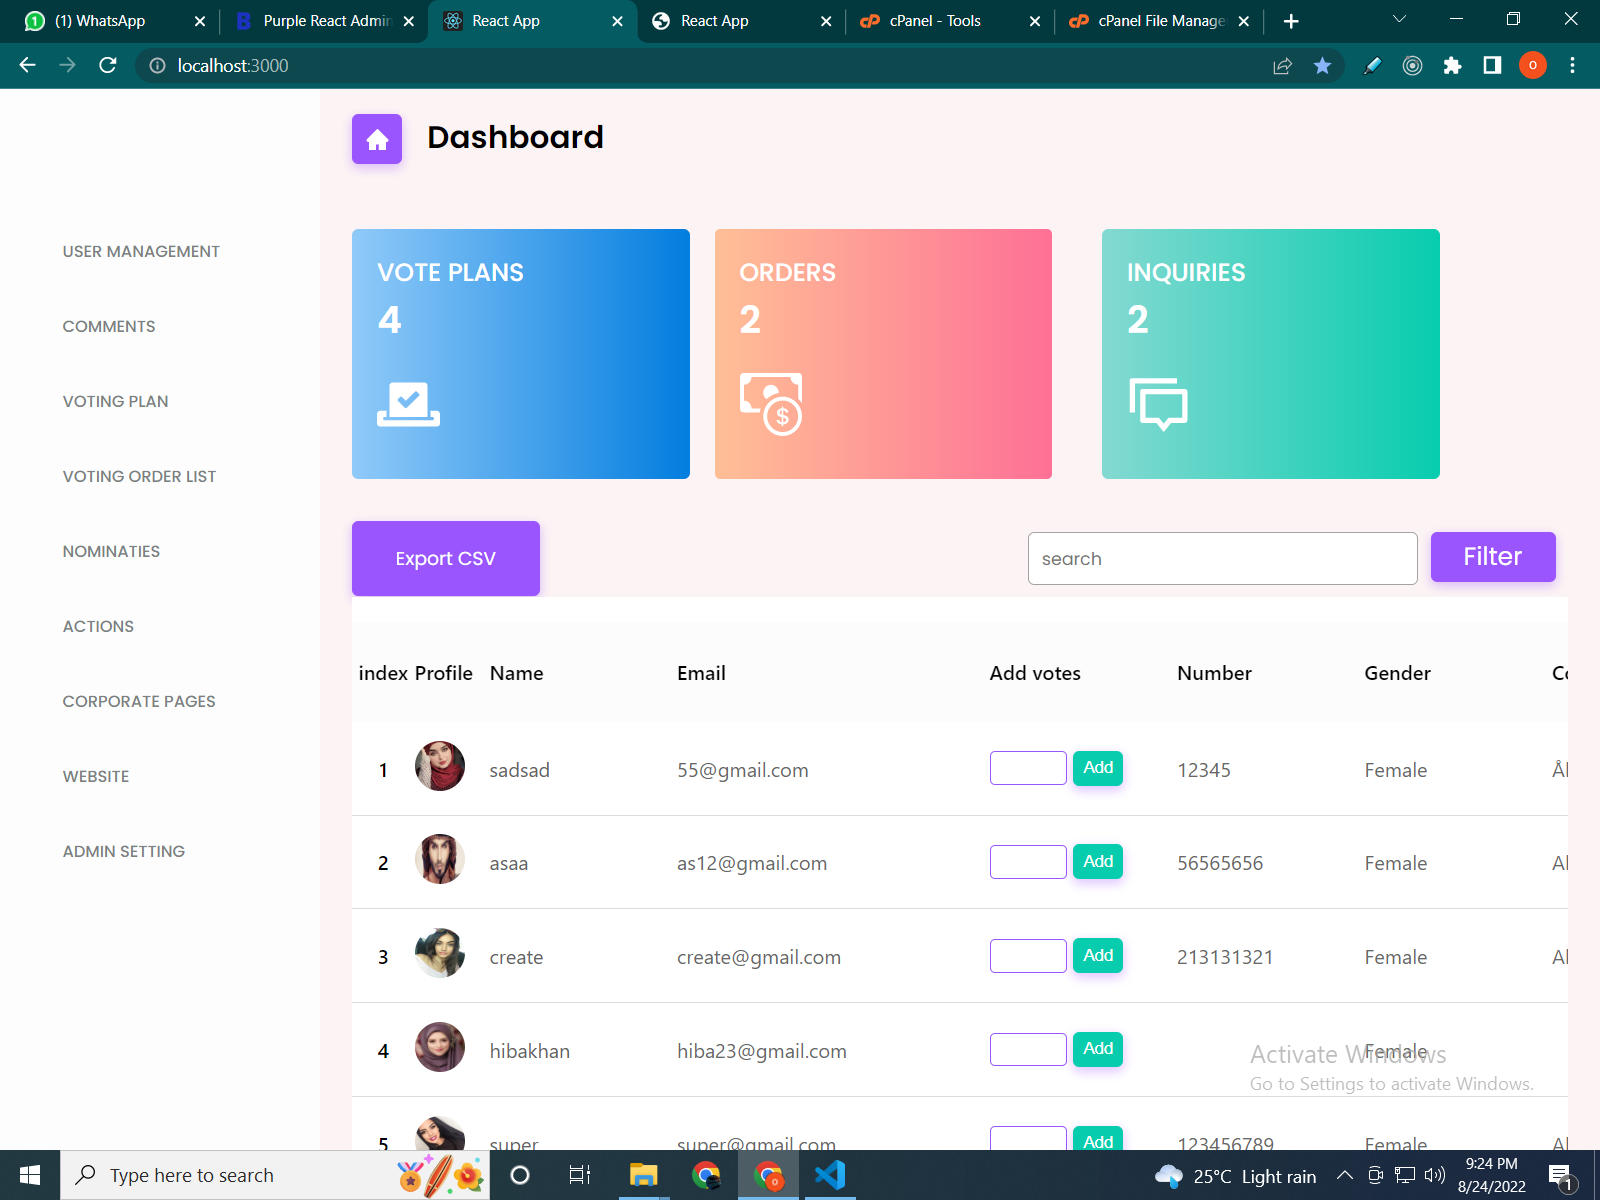 (1) WhatsApp
Purple React Admin
React App
React App
cPanel - Tools
cPanel File Manage
localhost:3000
O
Dashboard
USER MANAGEMENT
COMMENTS
VOTING PLAN
VOTING ORDER LIST
NOMINATIES
ACTIONS
CORPORATE PAGES
WEBSITE
ADMIN SETTING
VOTE PLANS
4
ORDERS
2
$
INQUIRIES
2
Export CSV
search
Filter
index Profile Name Email Add votes Number Gender
1 sadsad 55@gmail.com Add 12345 Female
2 asaa as12@gmail.com Add 56565656 Female
3 create create@gmail.com Add 213131321 Female
4 hibakhan hiba23@gmail.com Add Female
5 super super@gmail.com Add 123456789 Female
Activate Windows
Go to Settings to activate Windows.
Type here to search
25°C Light rain
9:24 PM
8/24/2022
1